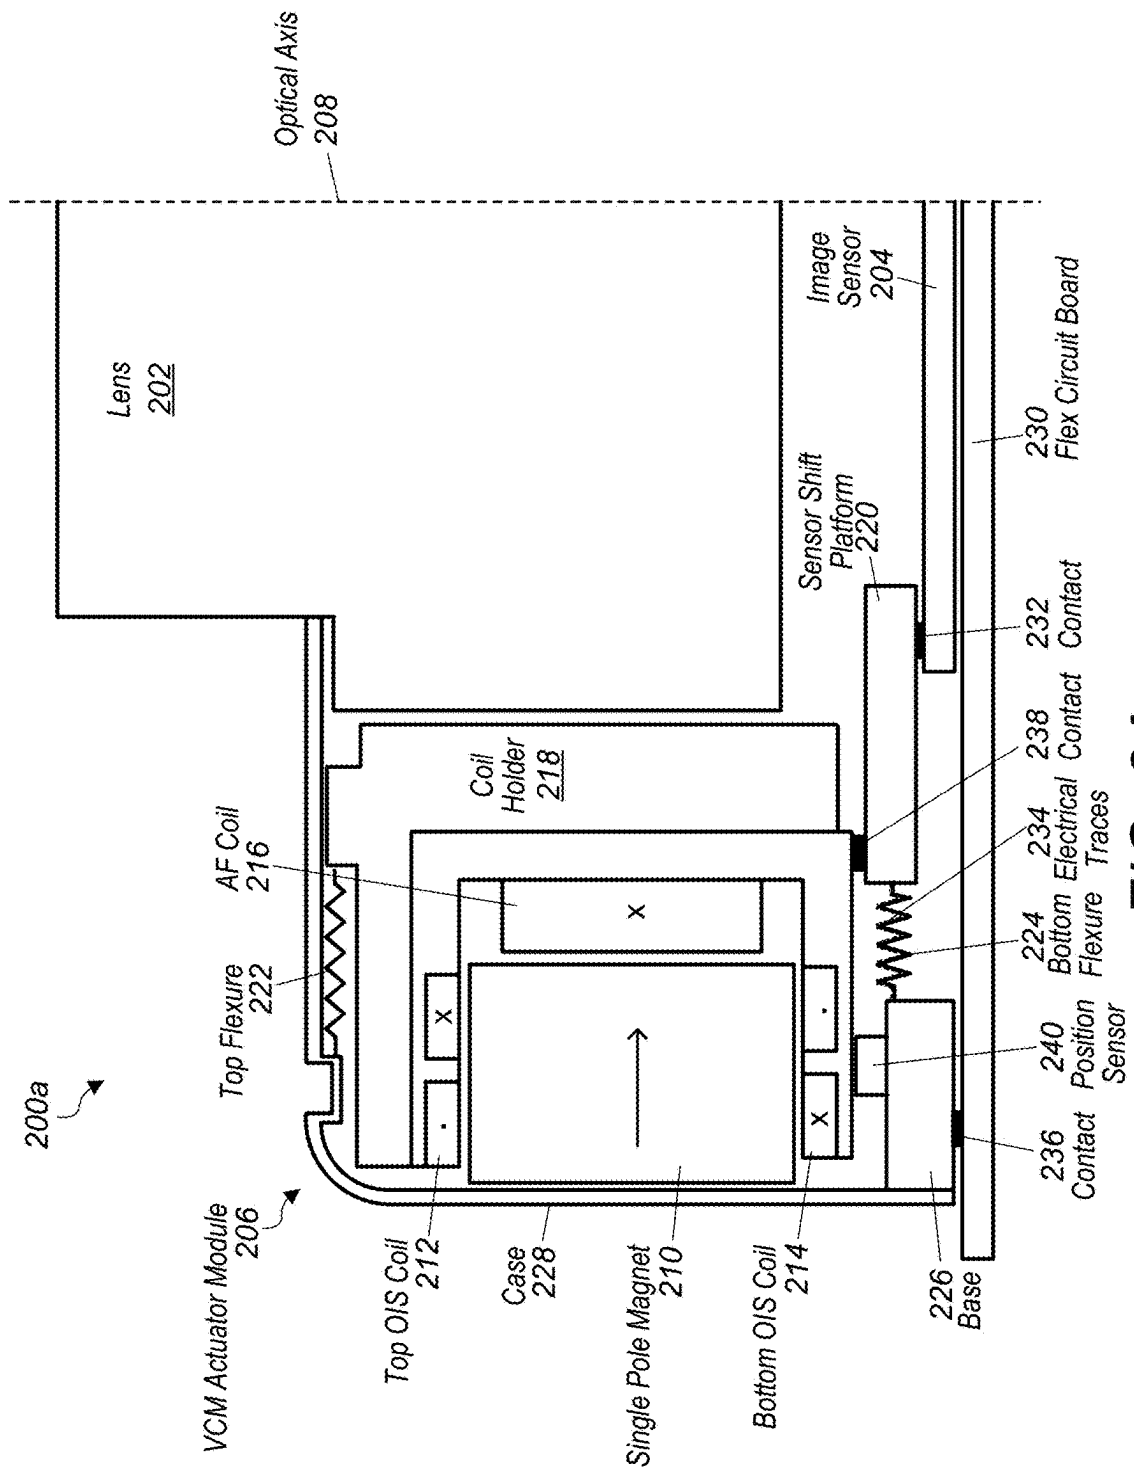 200a
VCM Actuator Module
206
Top Flexure
222
AF Coil
216
Optical Axis
208
Lens
202
Top OIS Coil
212
Case
228
Single Pole Magnet
210
Bottom OIS Coil
214
Coil
Holder
218
x
x
x
Sensor Shift
Platform
220
Image
Sensor
204
226
Base
236
Contact
240
Position
Sensor
224
Bottom
Flexure
234
Electrical
Traces
238
Contact
232
Contact
230
Flex Circuit Board